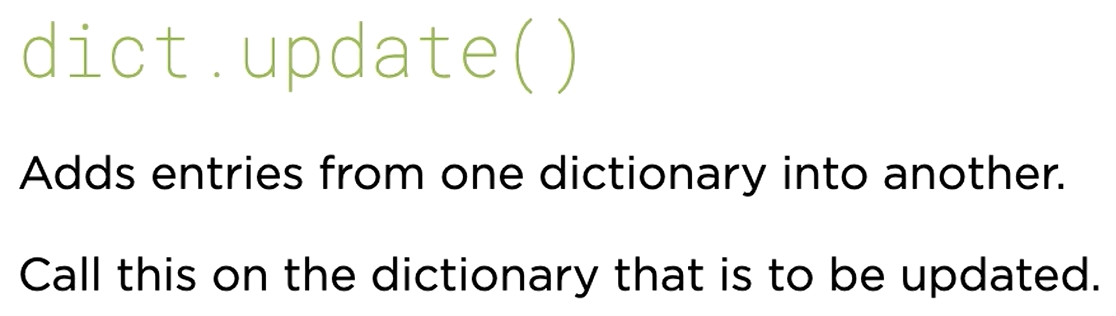 dict.update()
Adds entries from one dictionary into another.
Call this on the dictionary that is to be updated.